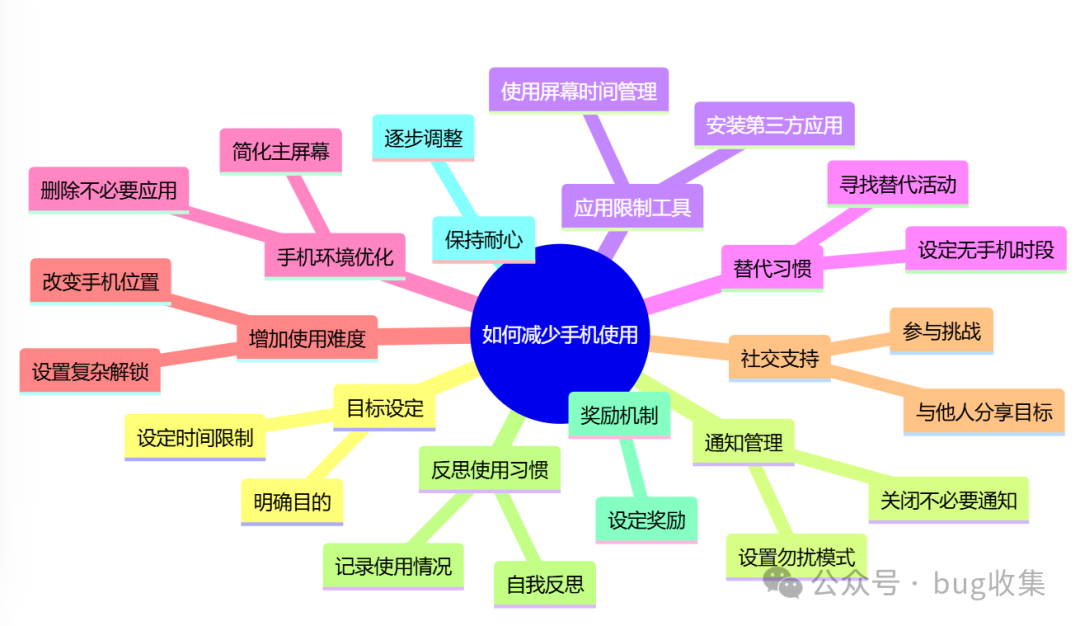 使用屏幕时间管理
安装第三方应用
逐步调整
简化主屏幕
寻找替代活动
删除不必要应用
应用限制工具
保持耐心
设定无手机时段
手机环境优化
替代习惯
改变手机位置
如何减少手机使用
参与挑战
增加使用难度
社交支持
设置复杂解锁
目标设定
奖励机制
与他人分享目标
设定时间限制
通知管理
反思使用习惯
明确目的
关闭不必要通知
设定奖励
设置勿扰模式
记录使用情况
自我反思
公众号 · bug收集